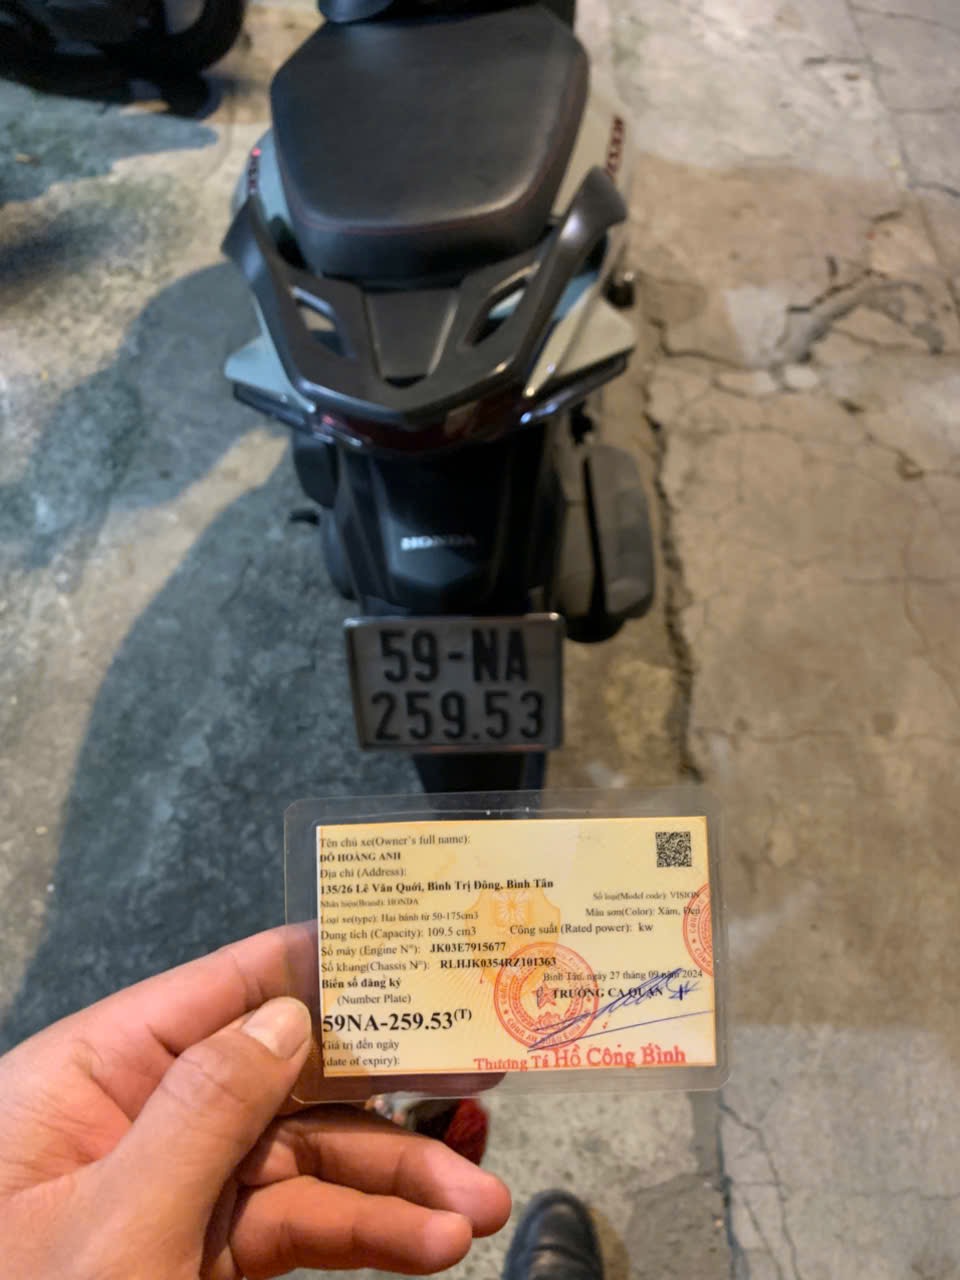 HONDA
59-NA
259.53
Tên chủ xe(Owner's full name):
ĐỖ HOÀNG ANH
Địa chỉ (Address):
135/26 Lê Văn Quới, Bình Trị Đông, Bình Tân
Nhãn hiệu(Brand): HONDA
Số loại(Model code): VISION
Loại xe(type): Hai bánh từ 50-175cm3
Màu sơn(Color): Xám, Đen
Dung tích (Capacity): 109.5 cm3
Công suất (Rated power): kw
Số máy (Engine N°): JK03E7915677
Số khung(Chassis N°): RLHJK0354RZ101363
Biển số đăng ký
(Number Plate)
Bình Tân, ngày 27 tháng 09 năm 2024
TRƯỞNG CA QUẬN
59NA-259.53(T)
Giá trị đến ngày
(date of expiry):
Thượng Tá Hồ Công Bình